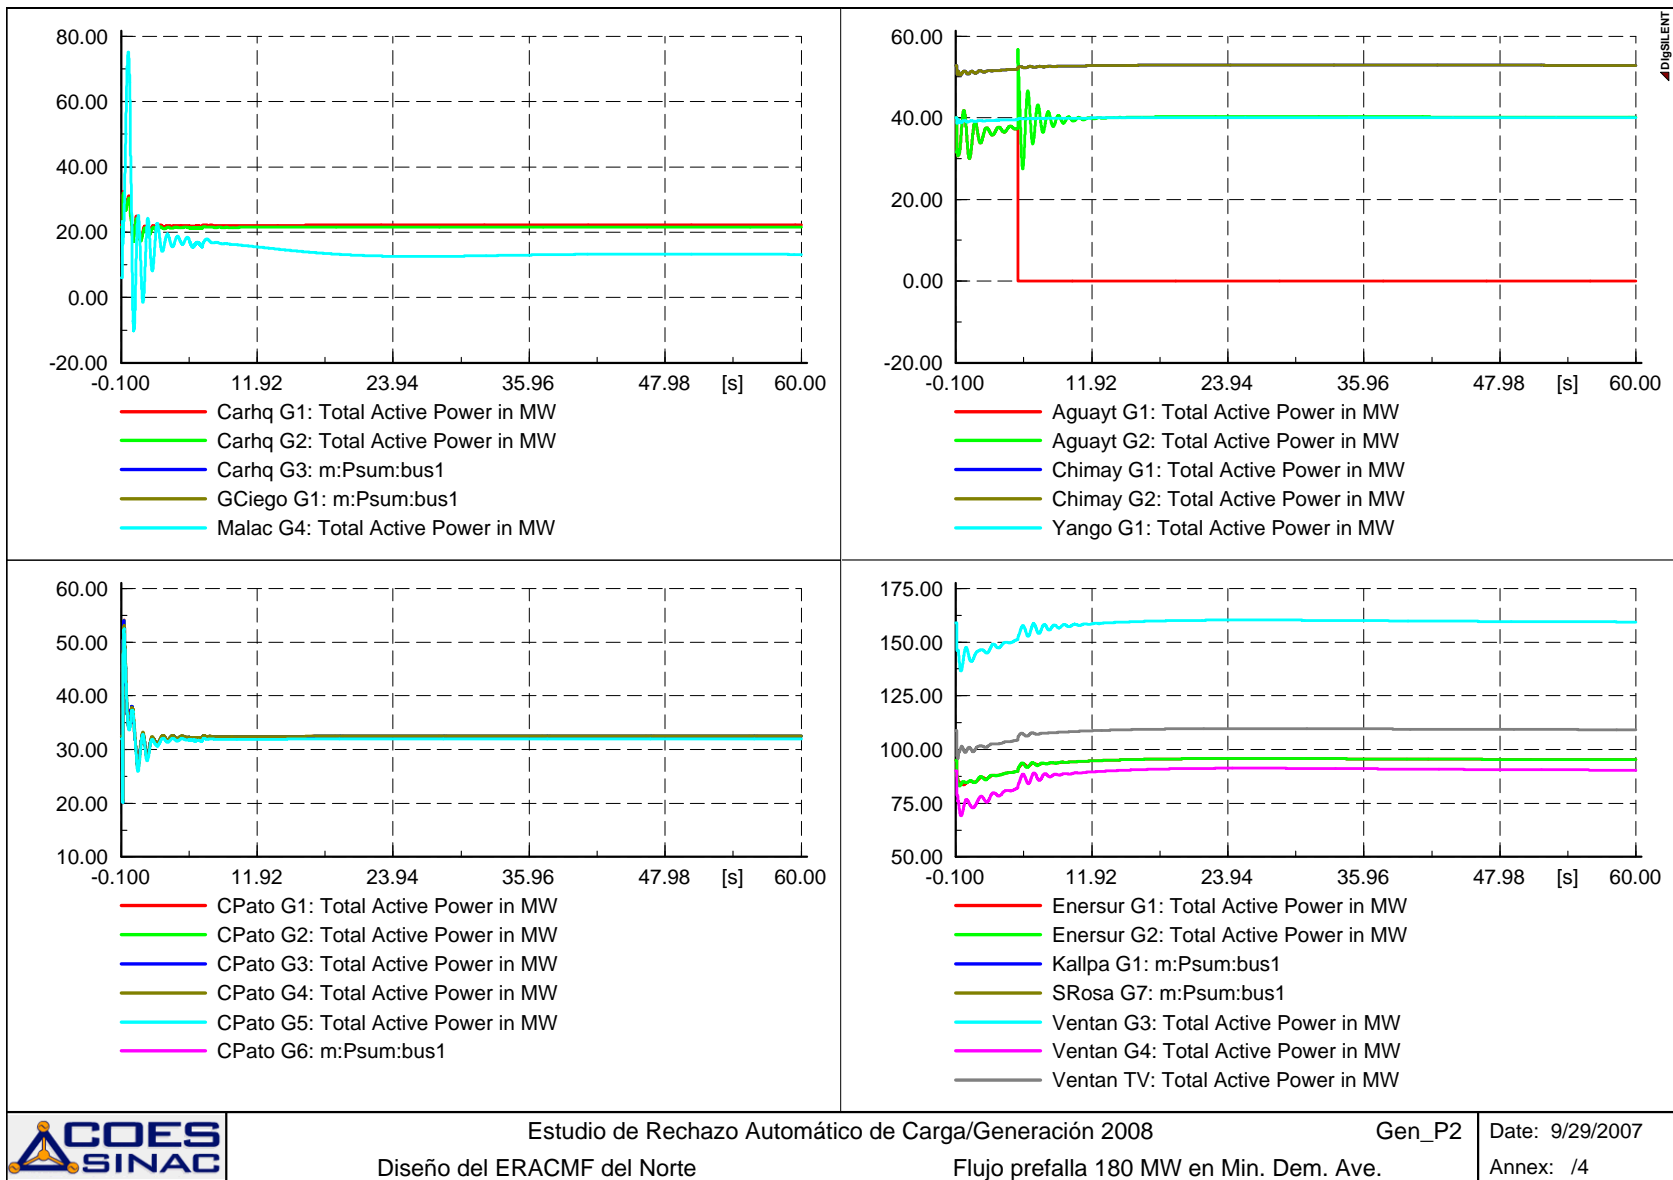 80.00
60.00
40.00
20.00
0.00
-20.00
-0.100 11.92 23.94 35.96 47.98 [s] 60.00
Carhq G1: Total Active Power in MW
Carhq G2: Total Active Power in MW
Carhq G3: m:Psum:bus1
GCiego G1: m:Psum:bus1
Malac G4: Total Active Power in MW
60.00
40.00
20.00
0.00
-20.00
-0.100 11.92 23.94 35.96 47.98 [s] 60.00
Aguayt G1: Total Active Power in MW
Aguayt G2: Total Active Power in MW
Chimay G1: Total Active Power in MW
Chimay G2: Total Active Power in MW
Yango G1: Total Active Power in MW
DIgSILENT
60.00
50.00
40.00
30.00
20.00
10.00
-0.100 11.92 23.94 35.96 47.98 [s] 60.00
CPato G1: Total Active Power in MW
CPato G2: Total Active Power in MW
CPato G3: Total Active Power in MW
CPato G4: Total Active Power in MW
CPato G5: Total Active Power in MW
CPato G6: m:Psum:bus1
175.00
150.00
125.00
100.00
75.00
50.00
-0.100 11.92 23.94 35.96 47.98 [s] 60.00
Enersur G1: Total Active Power in MW
Enersur G2: Total Active Power in MW
Kallpa G1: m:Psum:bus1
SRosa G7: m:Psum:bus1
Ventan G3: Total Active Power in MW
Ventan G4: Total Active Power in MW
Ventan TV: Total Active Power in MW
COES
SINAC
Estudio de Rechazo Automático de Carga/Generación 2008 Gen_P2
Diseño del ERACMF del Norte Flujo prefalla 180 MW en Min. Dem. Ave.
Date: 9/29/2007
Annex: /4